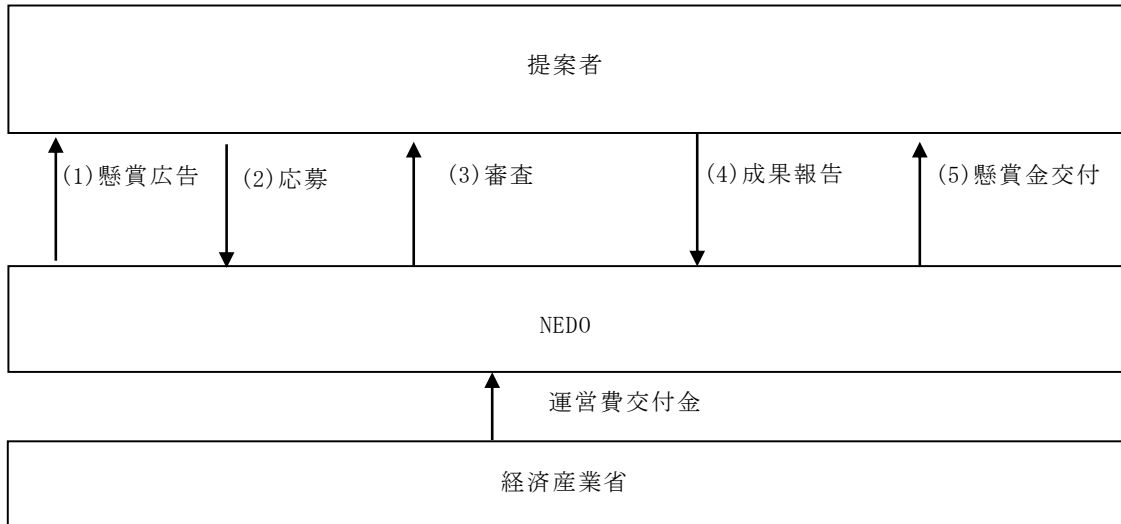 提案者
(1)懸賞広告
(2)応募
(3)審査
(4)成果報告
(5)懸賞金交付
NEDO
運営費交付金
経済産業省